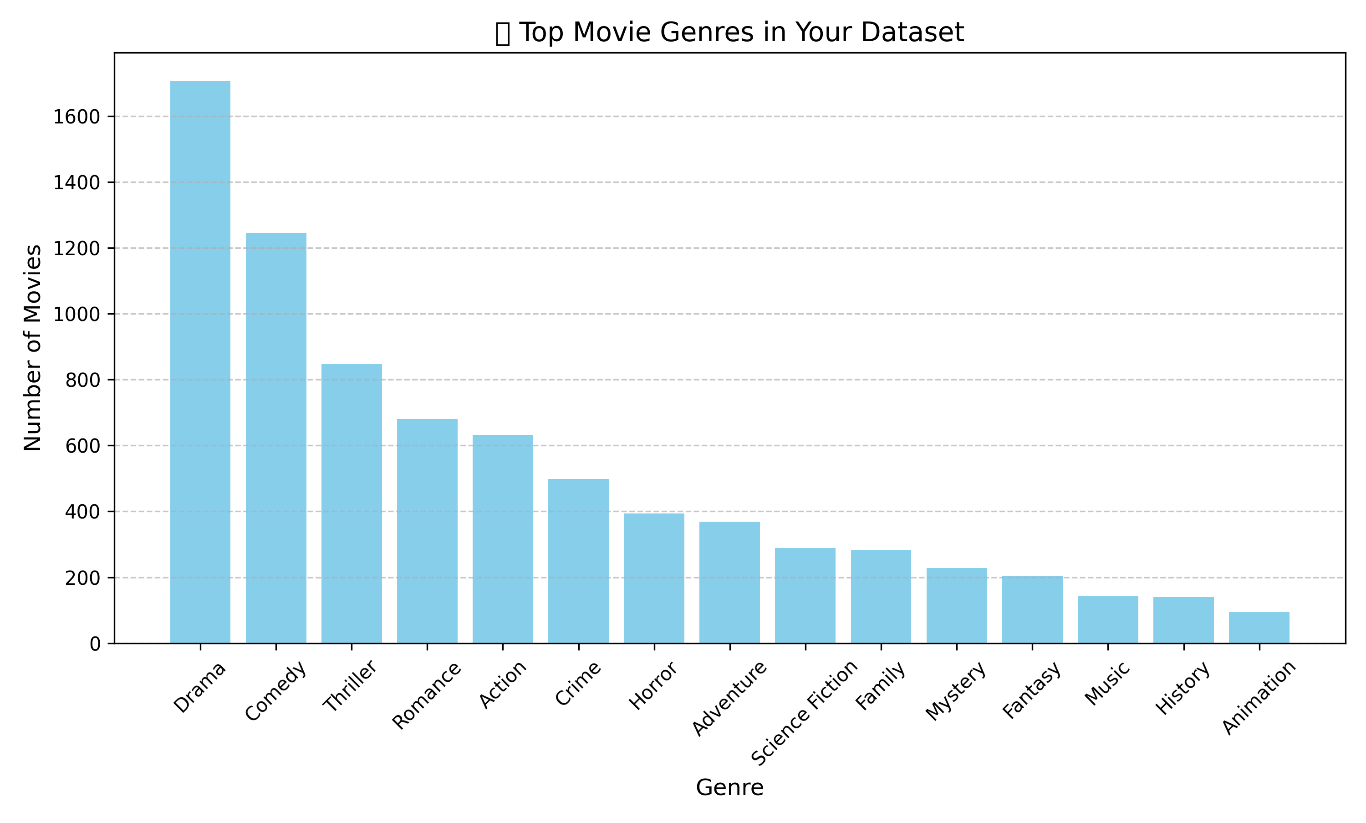 Top Movie Genres in Your Dataset
Number of Movies
1600
1400
1200
1000
800
600
400
200
0
Drama
Comedy
Thriller
Romance
Action
Crime
Horror
Adventure
Science Fiction
Family
Mystery
Fantasy
Music
History
Animation
Genre